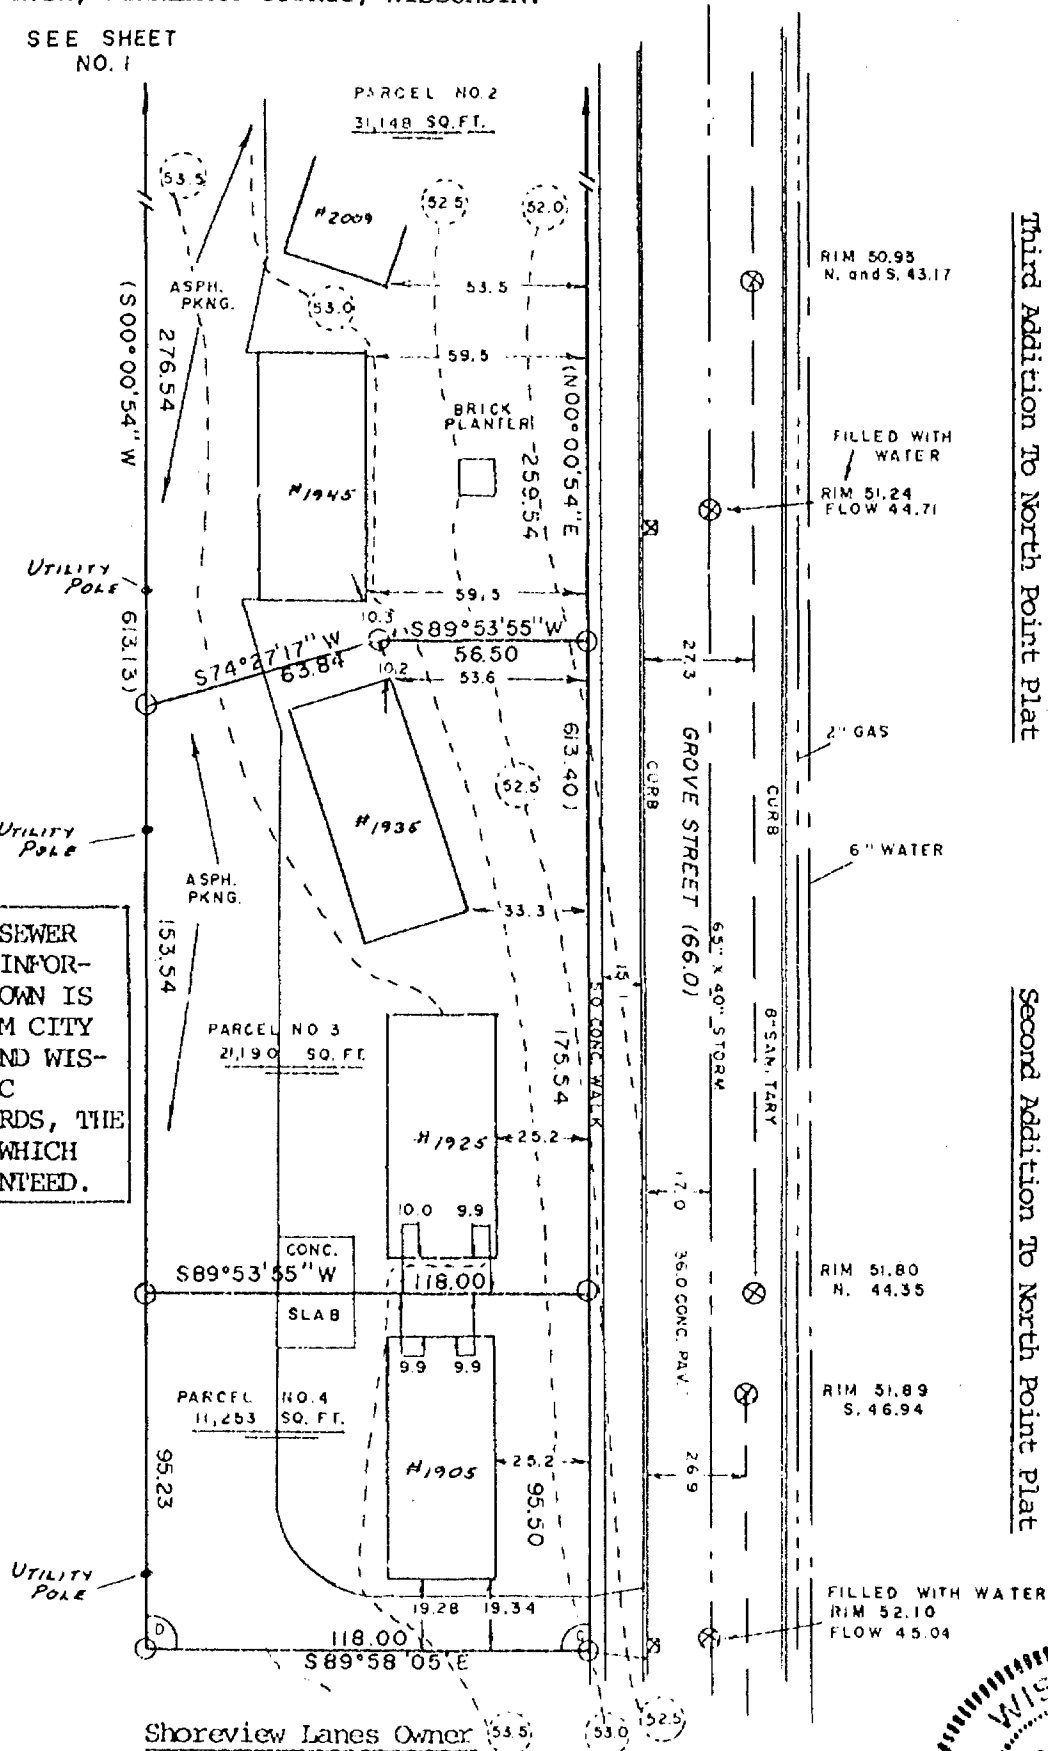 SEE SHEET
NO. 1
PARCEL NO. 2
31,148 SQ. FT.
53.5
52.5
52.0
#2009
RIM 50.95
N. and S. 43.17
ASPH.
PKNG.
53.5
53.0
(S 00°00'54" W
276.54
59.5
(N00°00'54"E
BRICK
PLANTER
259.54
FILLED WITH
WATER
#1945
RIM 51.24
FLOW 44.71
UTILITY
POLE
59.5
613.13)
10.3
S89°53'55"W
56.50
S74°27'17" W
63.84
10.2
53.6
27.3
613.40)
GROVE STREET (66.0)
2" GAS
CURB
CURB
52.5
#1935
UTILITY
POLE
6" WATER
ASPH.
PKNG.
33.3
153.54
SEWER
INFOR-
OWN IS
M CITY
ND WIS-
C
RDS, THE
WHICH
NTEED.
15.1
65" X 40" STORM
8" SANITARY
PARCEL NO 3
21,190 SQ. FT.
175.54
5.0 CONC. WALK
#1925
25.2
17.0
36.0 CONC. PAV.
10.0
9.9
CONC.
SLAB
S89°53'55"W
118.00
RIM 51.80
N. 44.35
9.9
9.9
PARCEL NO. 4
11,253 SQ. FT.
RIM 51.89
S. 46.94
#1905
25.2
26.9
95.23
95.50
UTILITY
POLE
19.28
19.34
FILLED WITH WATER
RIM 52.10
FLOW 45.04
D
C
118.00
S89°58'05"E
Shoreview Lanes Owner
53.5
53.0
52.5
Third Addition To North Point Plat
Second Addition To North Point Plat
WIS